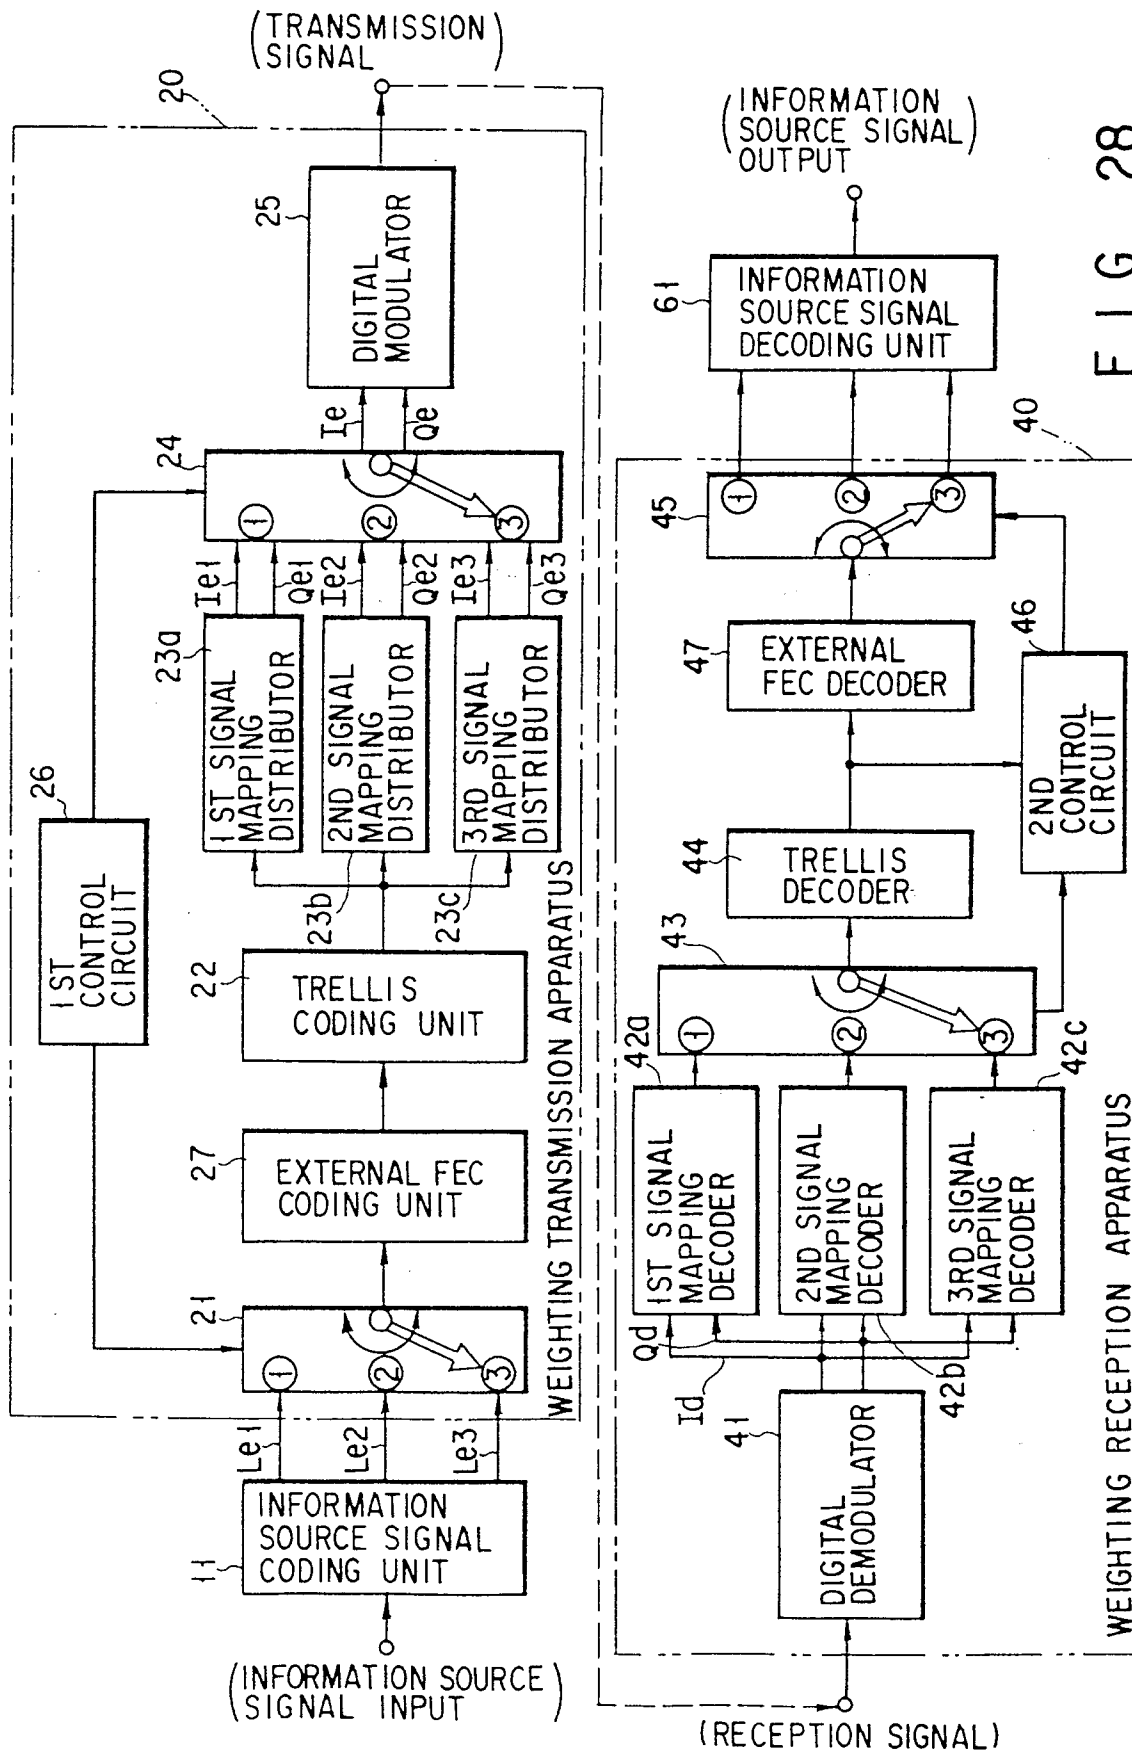 (INFORMATION SOURCE
SIGNAL INPUT)
11
INFORMATION
SOURCE SIGNAL
CODING UNIT
Le1
Le2
Le3
21
①
②
③
27
EXTERNAL FEC
CODING UNIT
22
TRELLIS
CODING UNIT
26
1ST
CONTROL
CIRCUIT
23a
1ST SIGNAL
MAPPING
DISTRIBUTOR
23b
2ND SIGNAL
MAPPING
DISTRIBUTOR
23c
3RD SIGNAL
MAPPING
DISTRIBUTOR
Ie1
Qe1
Ie2
Qe2
Ie3
Qe3
24
①
②
③
Ie
Qe
25
DIGITAL
MODULATOR
20
(TRANSMISSION
SIGNAL)
WEIGHTING TRANSMISSION APPARATUS
(RECEPTION SIGNAL)
41
DIGITAL
DEMODULATOR
Id
Qd
42a
1ST SIGNAL
MAPPING
DECODER
42b
2ND SIGNAL
MAPPING
DECODER
42c
3RD SIGNAL
MAPPING
DECODER
43
①
②
③
44
TRELLIS
DECODER
47
EXTERNAL
FEC DECODER
46
2ND
CONTROL
CIRCUIT
45
①
②
③
40
61
INFORMATION
SOURCE SIGNAL
DECODING UNIT
(INFORMATION
SOURCE SIGNAL
OUTPUT)
WEIGHTING RECEPTION APPARATUS
FIG. 28